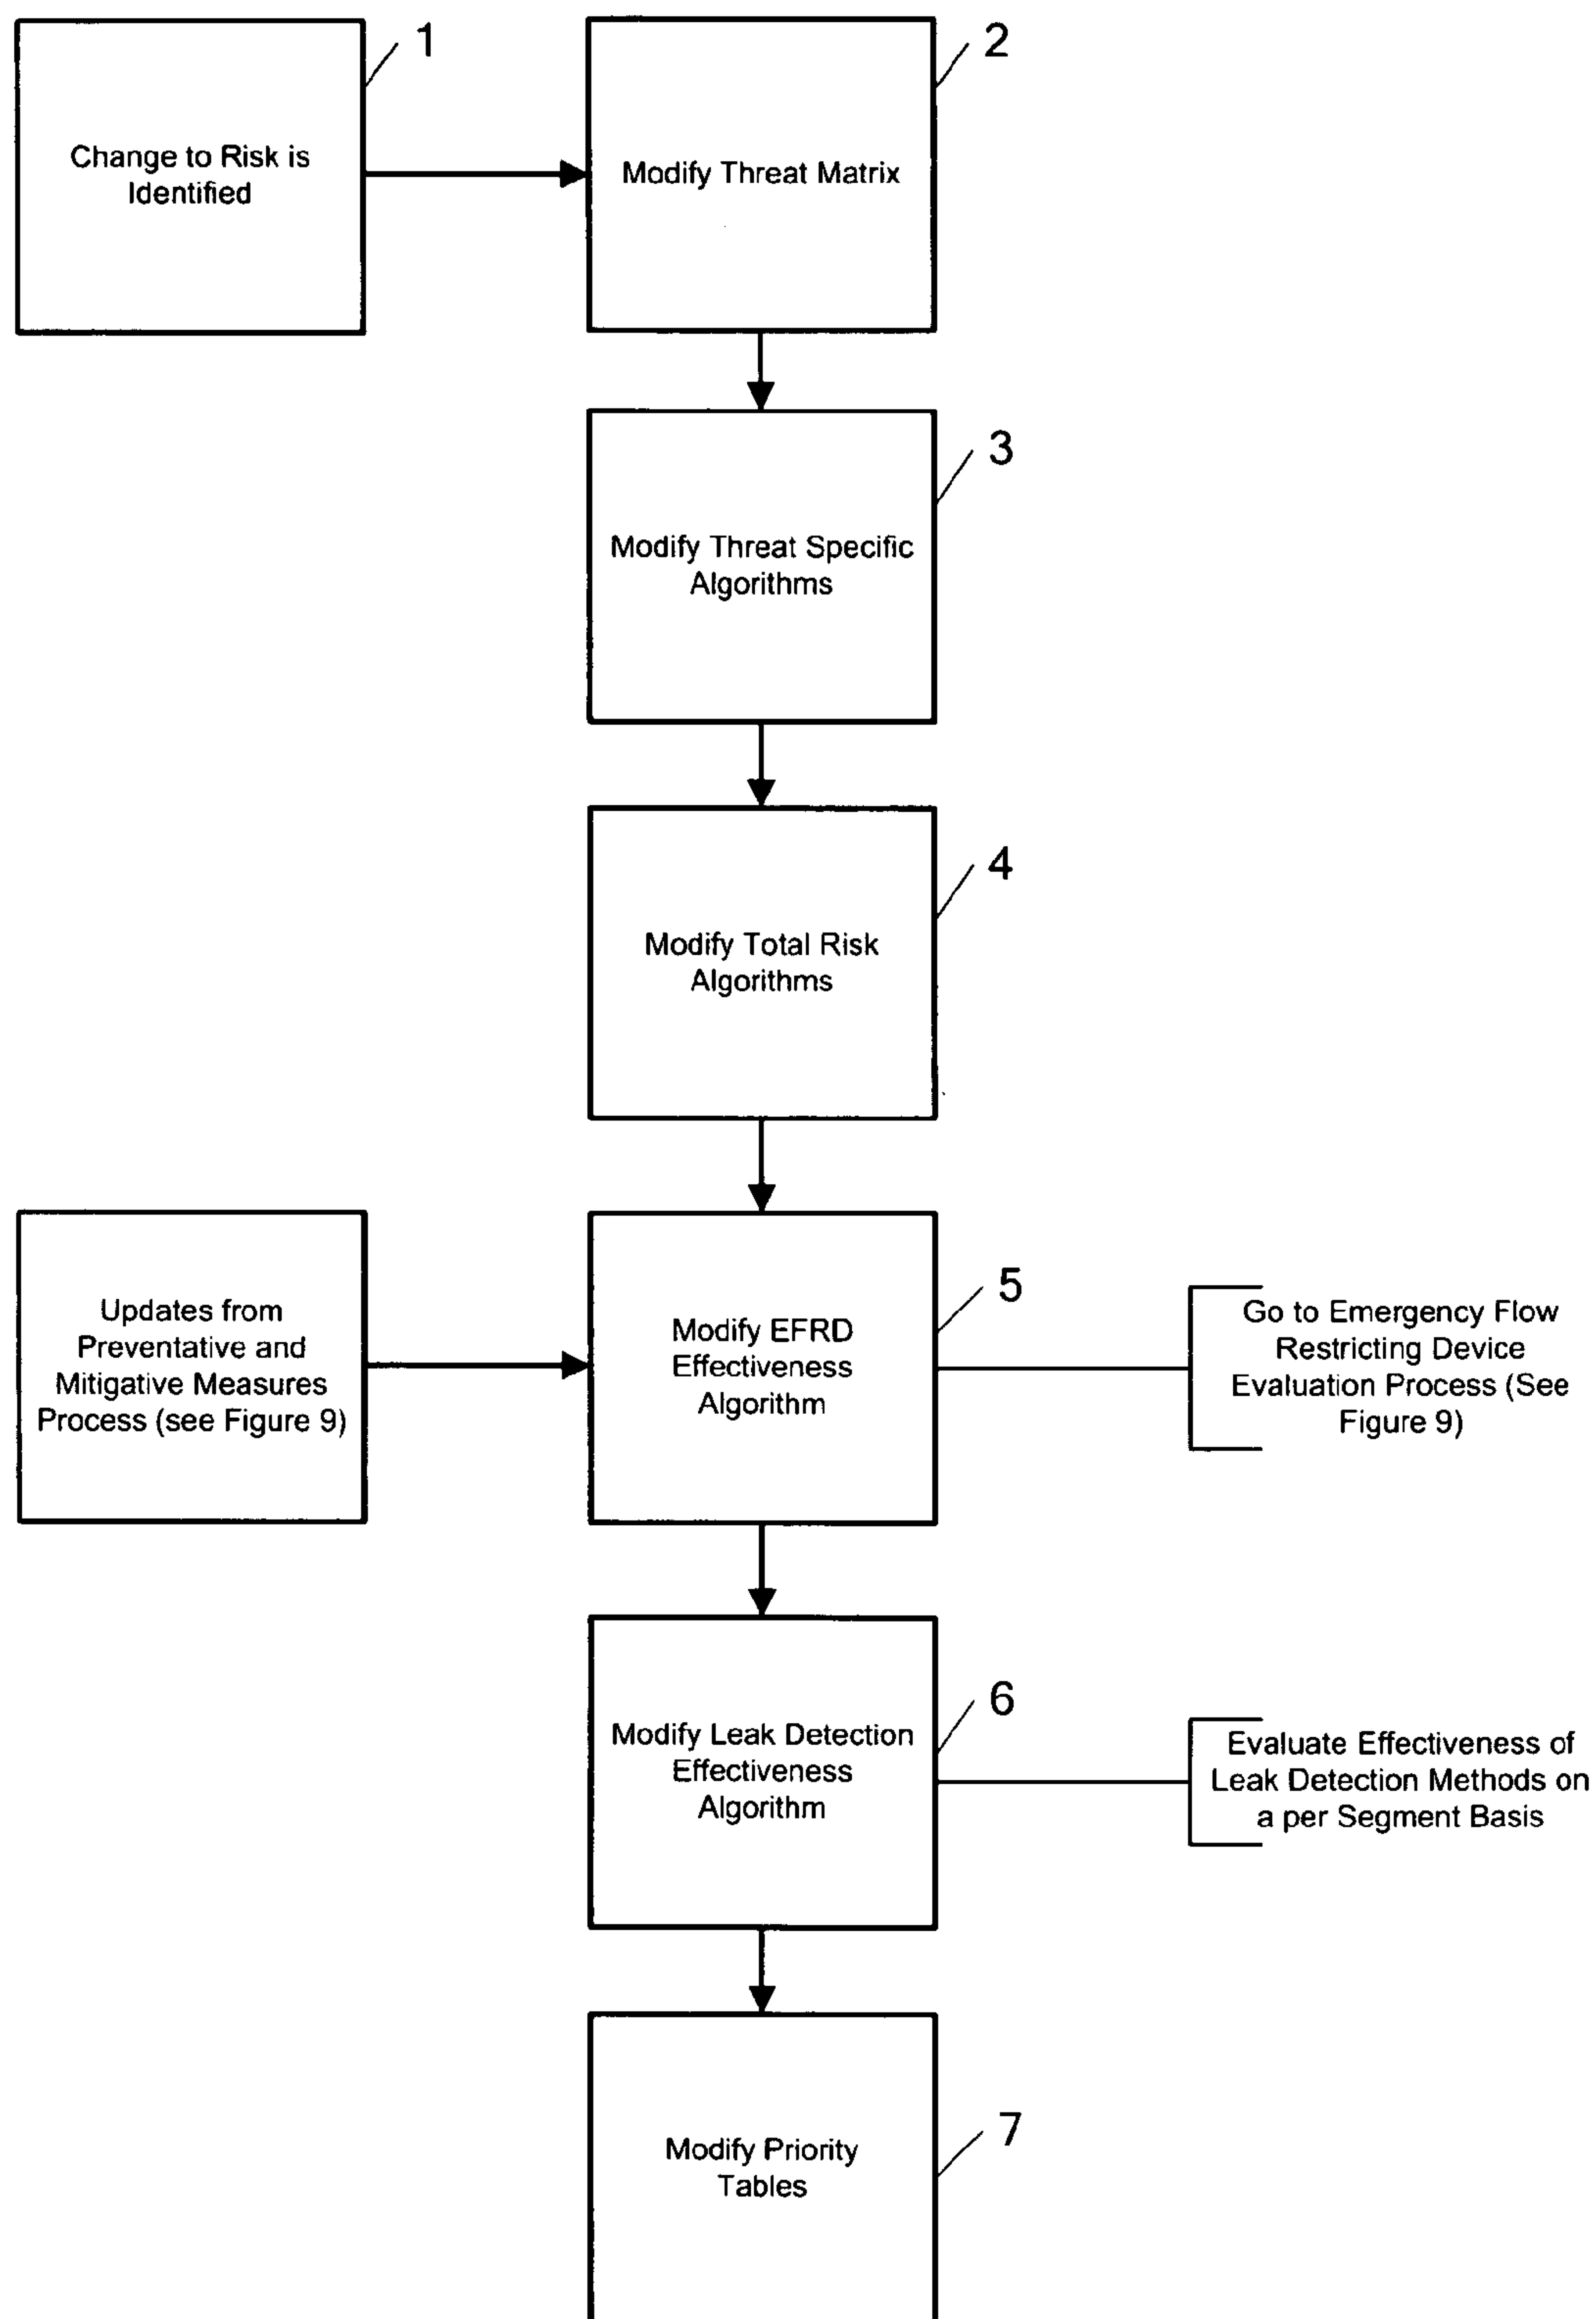 1
Change to Risk is
Identified
2
Modify Threat Matrix
3
Modify Threat Specific
Algorithms
4
Modify Total Risk
Algorithms
Updates from
Preventative and
Mitigative Measures
Process (see Figure 9)
5
Modify EFRD
Effectiveness
Algorithm
Go to Emergency Flow
Restricting Device
Evaluation Process (See
Figure 9)
6
Modify Leak Detection
Effectiveness
Algorithm
Evaluate Effectiveness of
Leak Detection Methods on
a per Segment Basis
7
Modify Priority
Tables